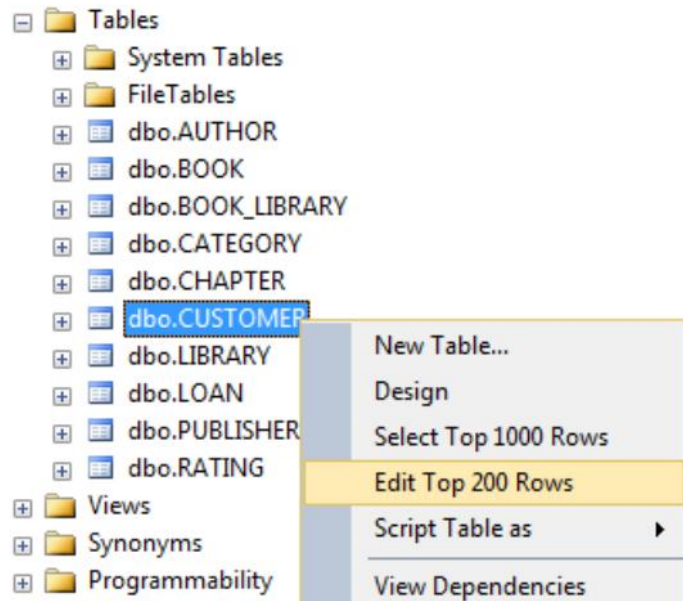 Tables
System Tables
FileTables
dbo.AUTHOR
dbo.BOOK
dbo.BOOK_LIBRARY
dbo.CATEGORY
dbo.CHAPTER
dbo.CUSTOMER
dbo.LIBRARY
dbo.LOAN
dbo.PUBLISHER
dbo.RATING
Views
Synonyms
Programmability
New Table...
Design
Select Top 1000 Rows
Edit Top 200 Rows
Script Table as
View Dependencies